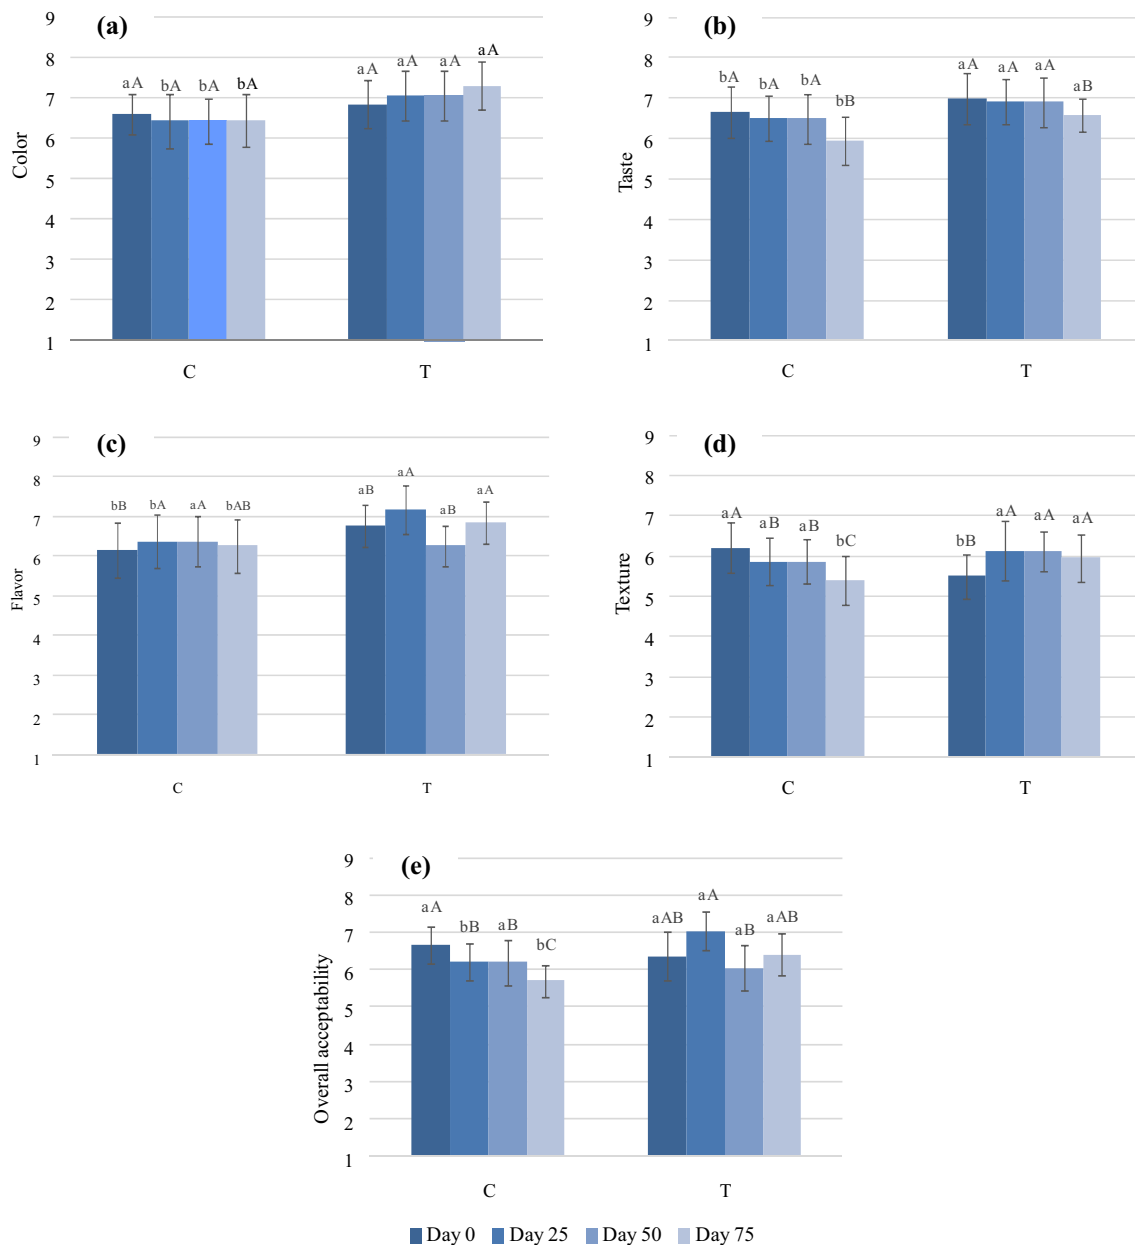 (a)
9
8
7
6
5
4
3
2
1
Color
aA bA bA bA
aA aA aA aA
C T
(b)
9
8
7
6
5
4
3
2
1
Taste
bA bA bA bB
aA aA aA aB
C T
(c)
9
8
7
6
5
4
3
2
1
Flavor
bB bA aA bAB
aB aA aB aA
C T
(d)
9
8
7
6
5
4
3
2
1
Texture
aA aB aB bC
bB aA aA aA
C T
(e)
9
8
7
6
5
4
3
2
1
Overall acceptability
aA bB aB bC
aAB aA aB aAB
C T
Day 0 Day 25 Day 50 Day 75